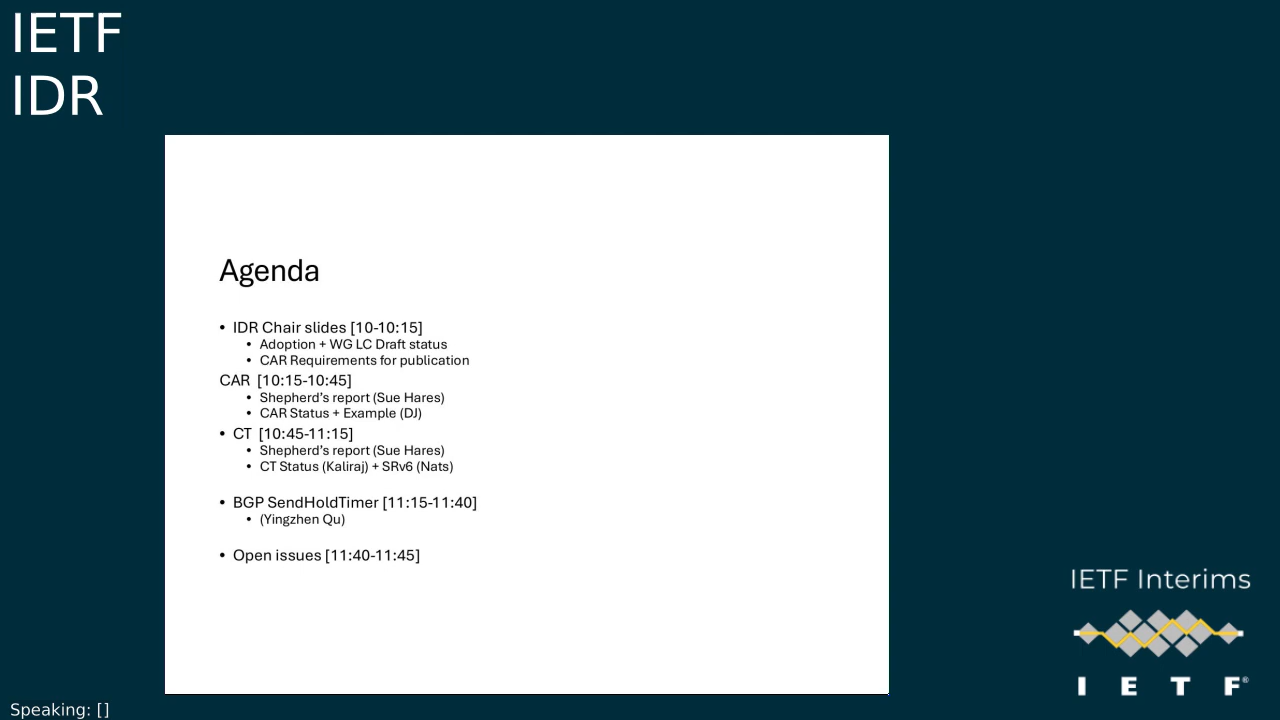 IETF
IDR
Agenda
• IDR Chair slides [10-10:15]
• Adoption + WG LC Draft status
• CAR Requirements for publication
CAR [10:15-10:45]
• Shepherd's report (Sue Hares)
• CAR Status + Example (DJ)
• CT [10:45-11:15]
• Shepherd's report (Sue Hares)
• CT Status (Kaliraj) + SRv6 (Nats)
• BGP SendHoldTimer [11:15-11:40]
• (Yingzhen Qu)
• Open issues [11:40-11:45]
IETF Interims
I E T F®
Speaking: []